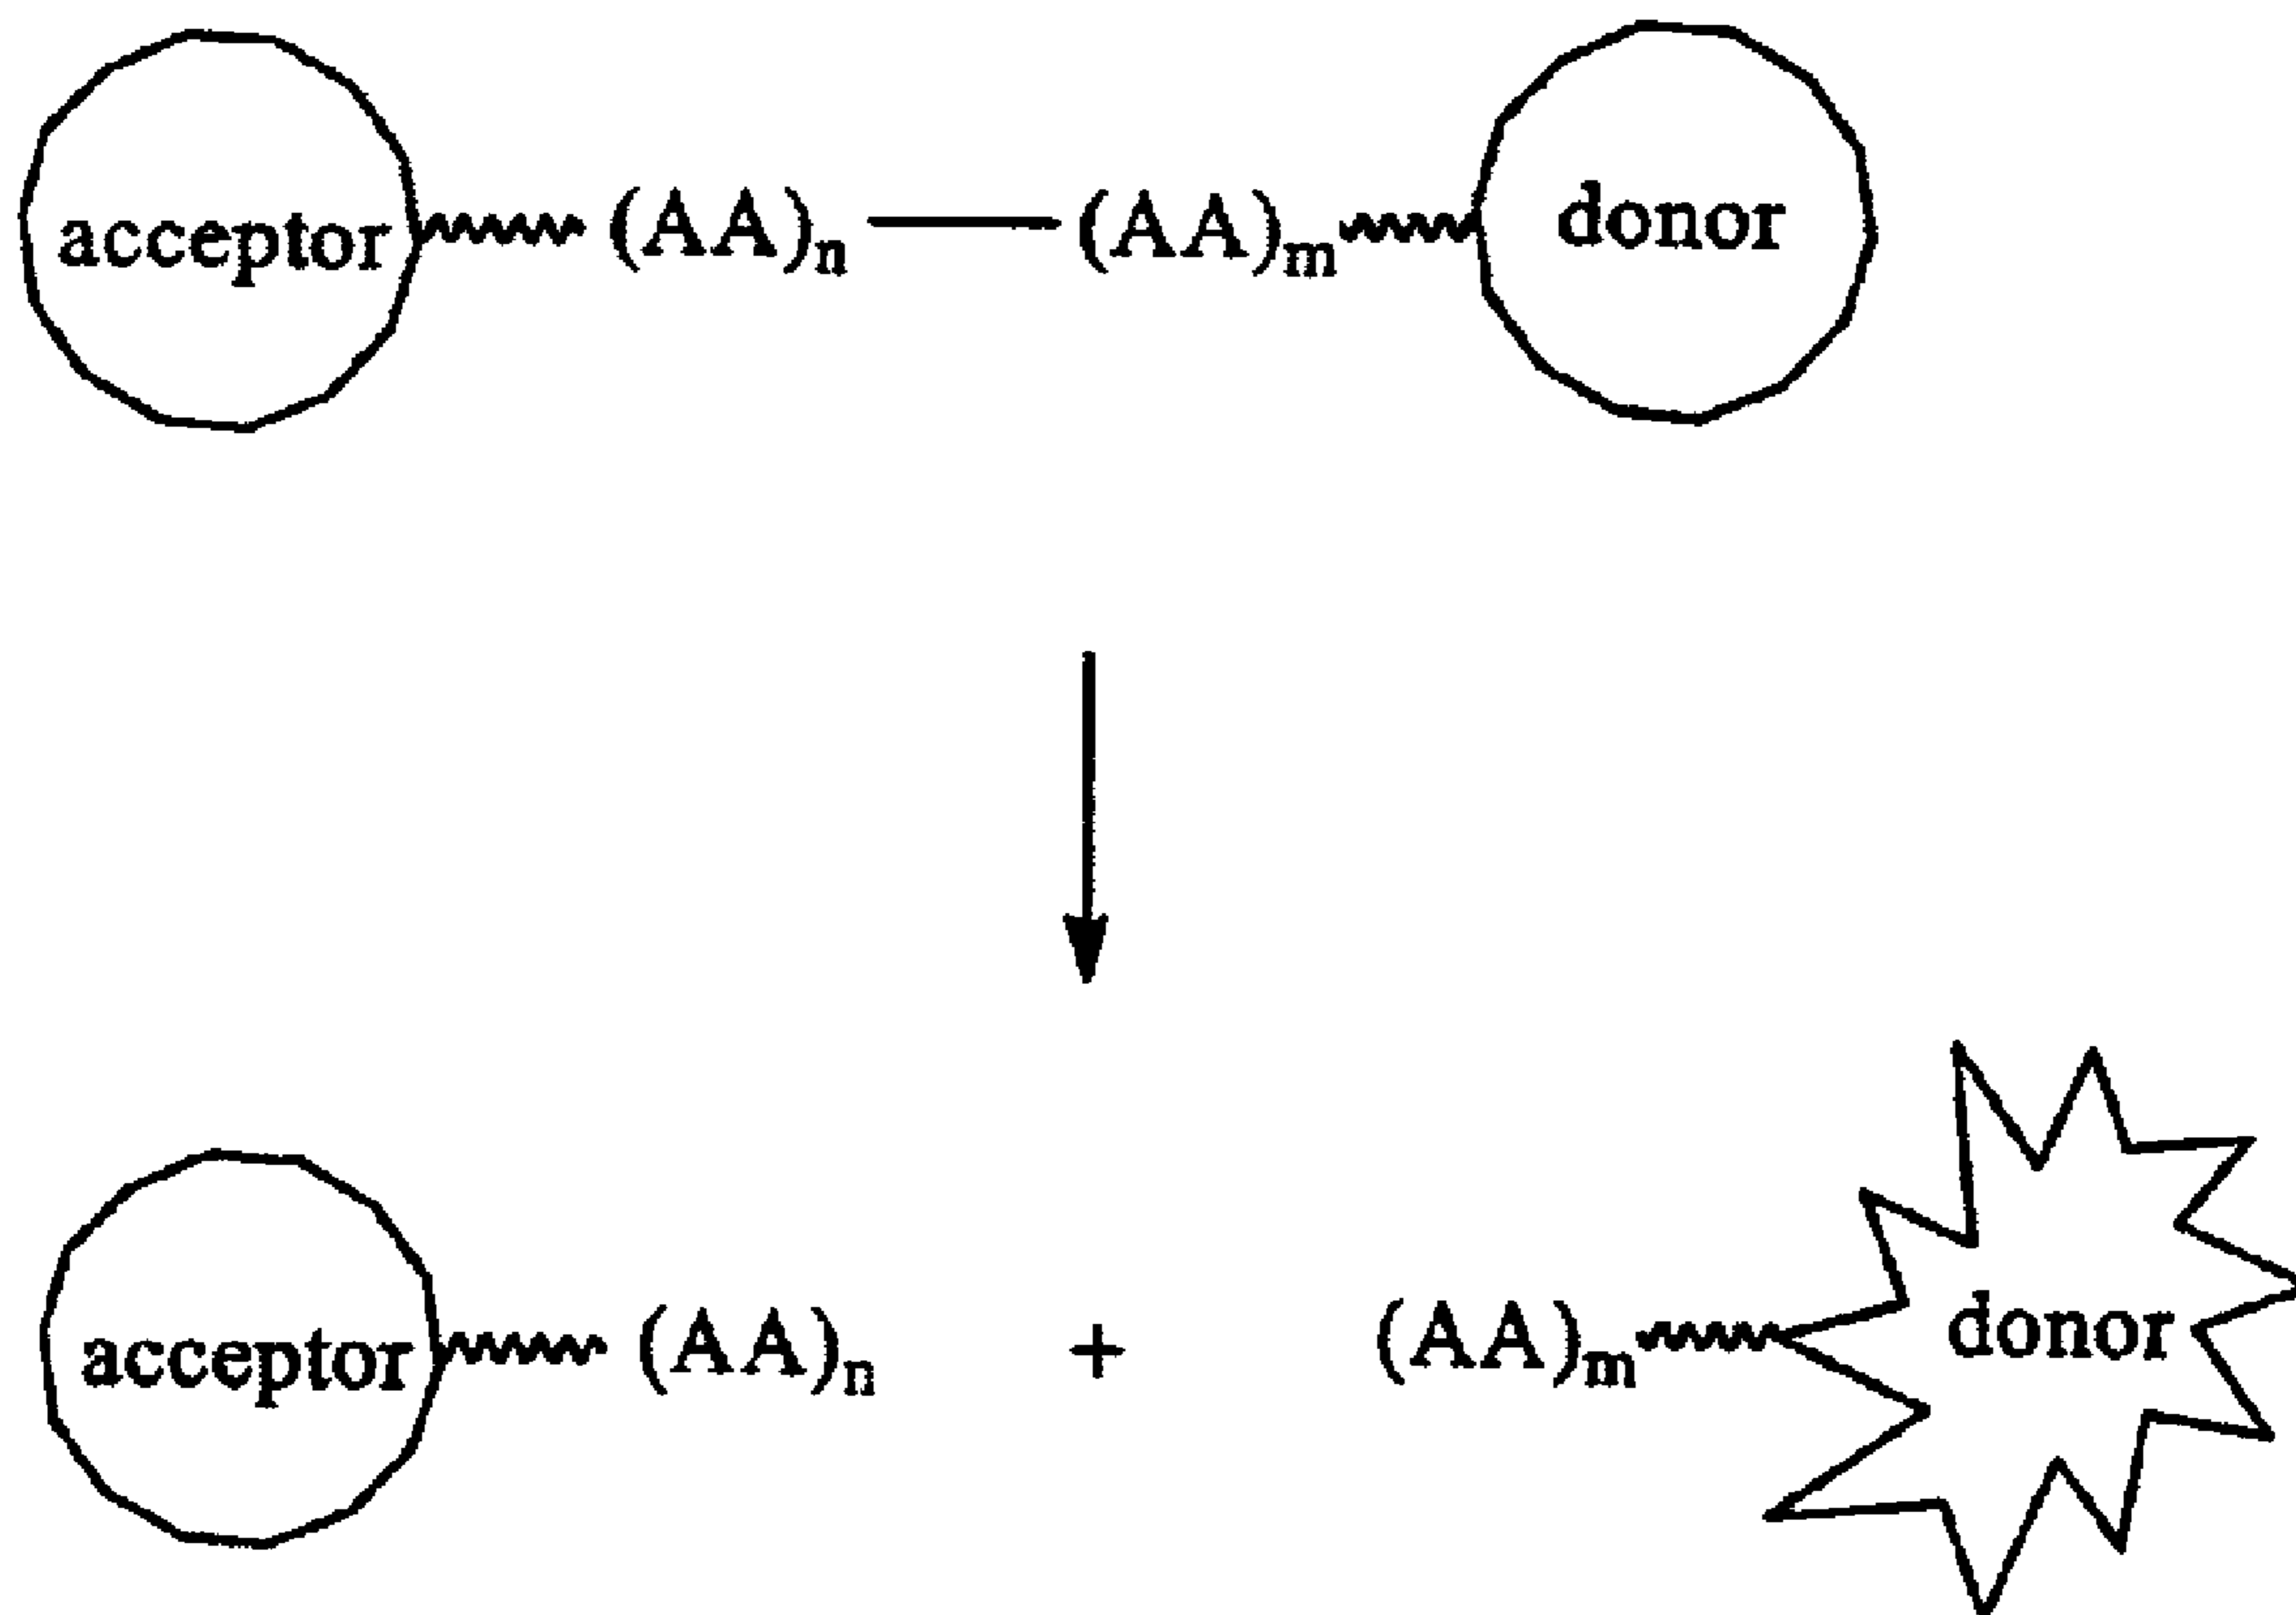 acceptor (AA)n — (AA)m donor
acceptor (AA)n + (AA)m donor